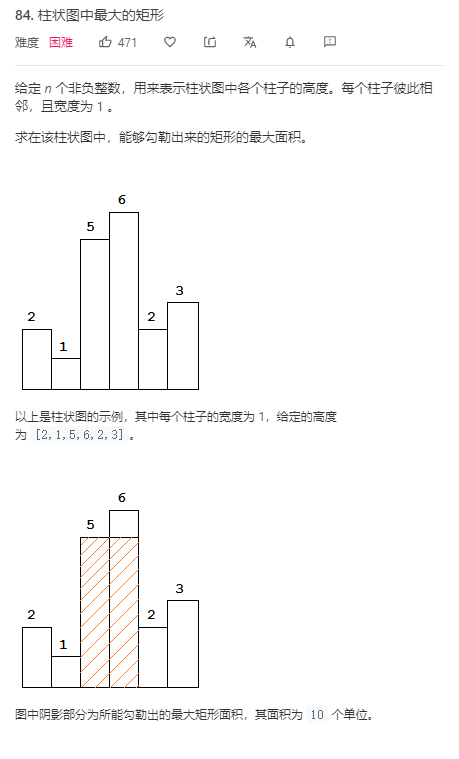 84. 柱状图中最大的矩形
难度 困难 471
给定 n 个非负整数，用来表示柱状图中各个柱子的高度。每个柱子彼此相
邻，且宽度为 1 。
求在该柱状图中，能够勾勒出来的矩形的最大面积。
6
5
3
2
2
1
以上是柱状图的示例，其中每个柱子的宽度为 1，给定的高度
为 [2,1,5,6,2,3] 。
6
5
3
2
2
1
图中阴影部分为所能勾勒出的最大矩形面积，其面积为 10 个单位。